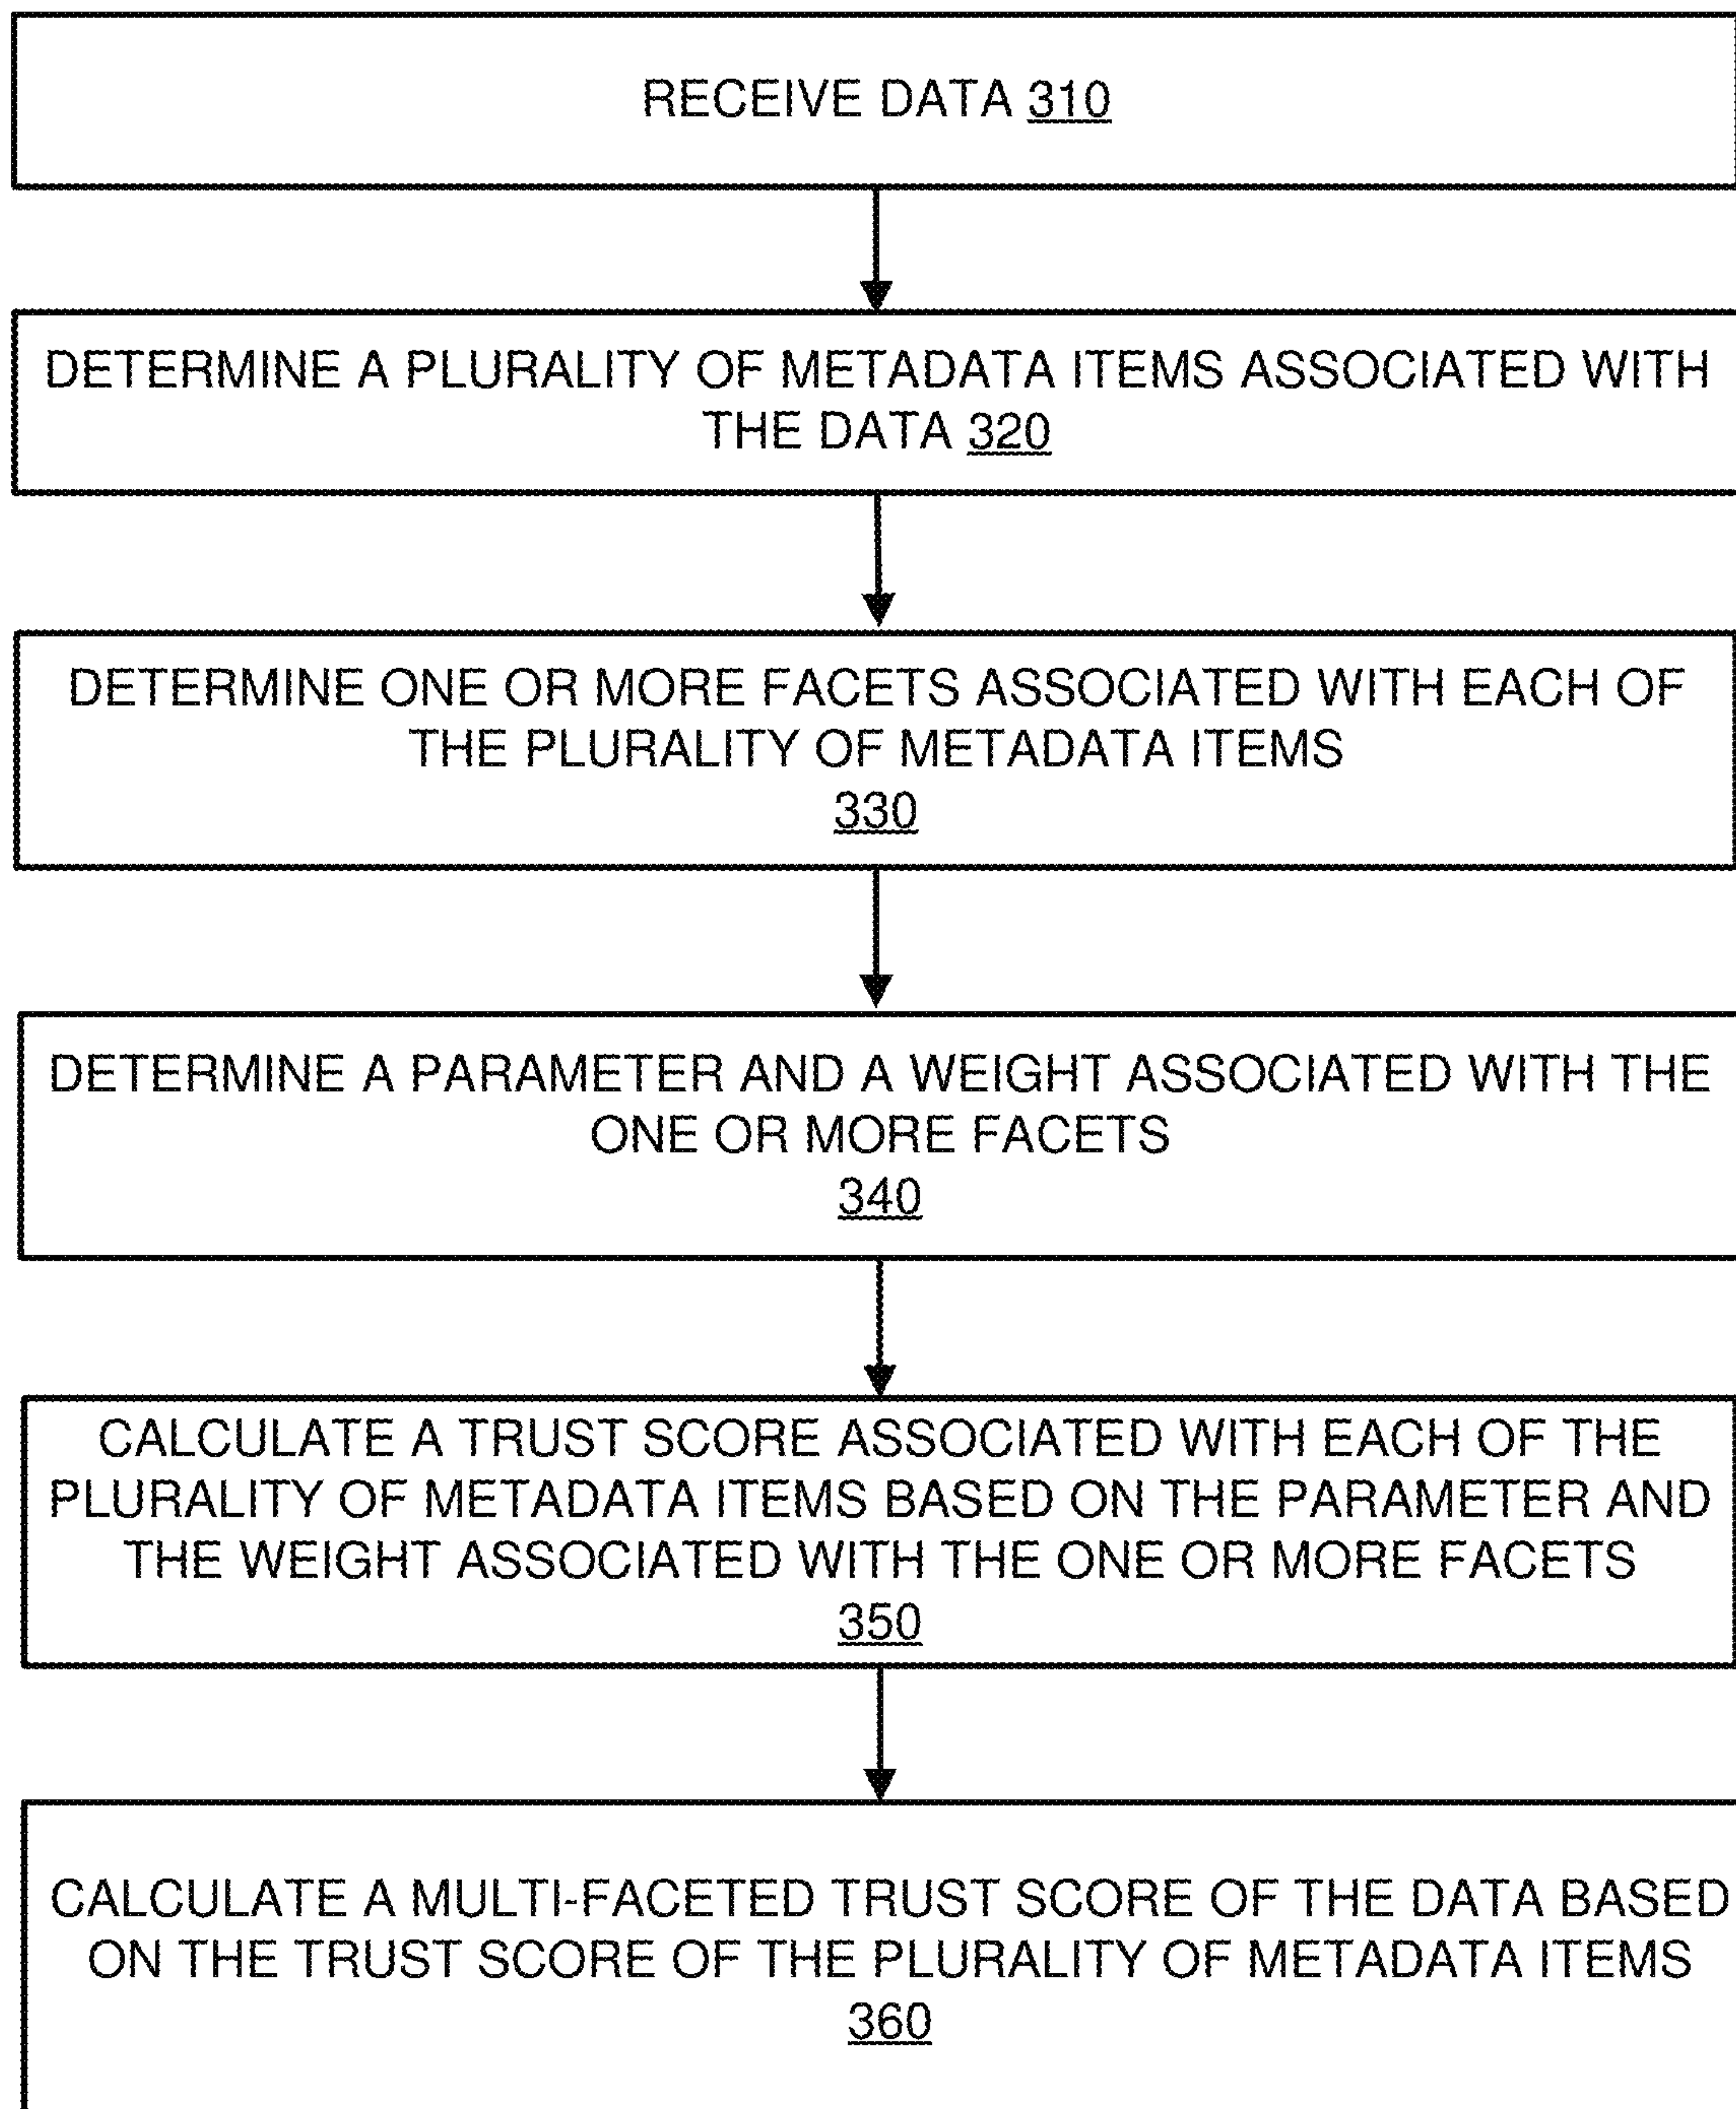 RECEIVE DATA 310
DETERMINE A PLURALITY OF METADATA ITEMS ASSOCIATED WITH
THE DATA 320
DETERMINE ONE OR MORE FACETS ASSOCIATED WITH EACH OF
THE PLURALITY OF METADATA ITEMS
330
DETERMINE A PARAMETER AND A WEIGHT ASSOCIATED WITH THE
ONE OR MORE FACETS
340
CALCULATE A TRUST SCORE ASSOCIATED WITH EACH OF THE
PLURALITY OF METADATA ITEMS BASED ON THE PARAMETER AND
THE WEIGHT ASSOCIATED WITH THE ONE OR MORE FACETS
350
CALCULATE A MULTI-FACETED TRUST SCORE OF THE DATA BASED
ON THE TRUST SCORE OF THE PLURALITY OF METADATA ITEMS
360